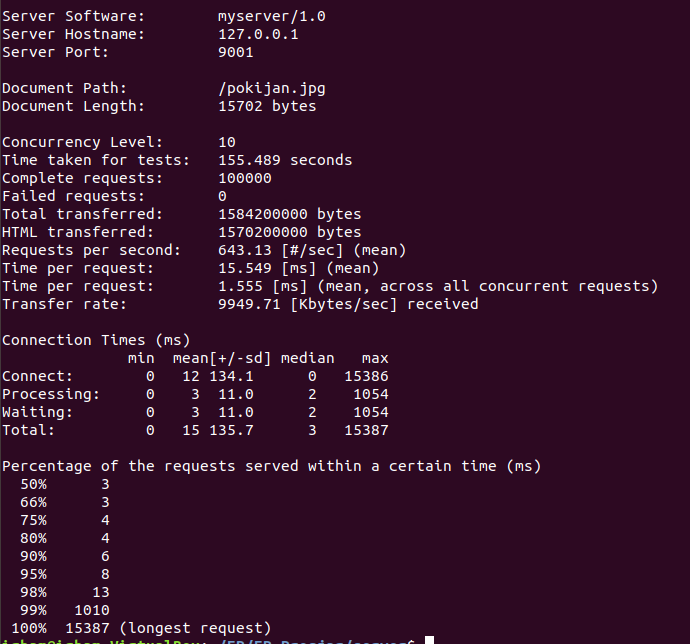 Server Software: myserver/1.0
Server Hostname: 127.0.0.1
Server Port: 9001
Document Path: /pokijan.jpg
Document Length: 15702 bytes
Concurrency Level: 10
Time taken for tests: 155.489 seconds
Complete requests: 100000
Failed requests: 0
Total transferred: 1584200000 bytes
HTML transferred: 1570200000 bytes
Requests per second: 643.13 [#/sec] (mean)
Time per request: 15.549 [ms] (mean)
Time per request: 1.555 [ms] (mean, across all concurrent requests)
Transfer rate: 9949.71 [Kbytes/sec] received
Connection Times (ms)
min mean[+/-sd] median max
Connect: 0 12 134.1 0 15386
Processing: 0 3 11.0 2 1054
Waiting: 0 3 11.0 2 1054
Total: 0 15 135.7 3 15387
Percentage of the requests served within a certain time (ms)
50% 3
66% 3
75% 4
80% 4
90% 6
95% 8
98% 13
99% 1010
100% 15387 (longest request)